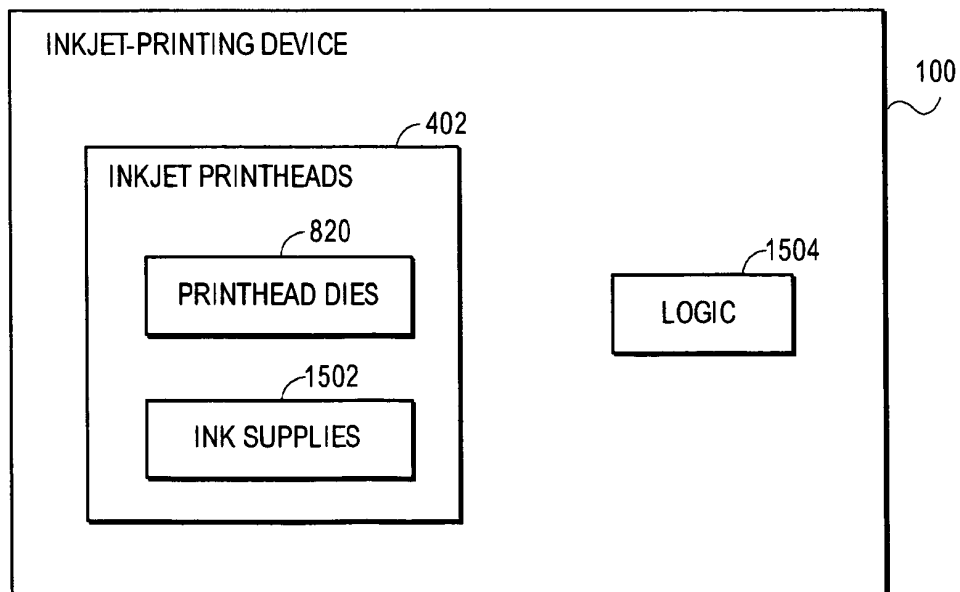 INKJET-PRINTING DEVICE
100
402
INKJET PRINTHEADS
820
PRINTHEAD DIES
1504
LOGIC
1502
INK SUPPLIES